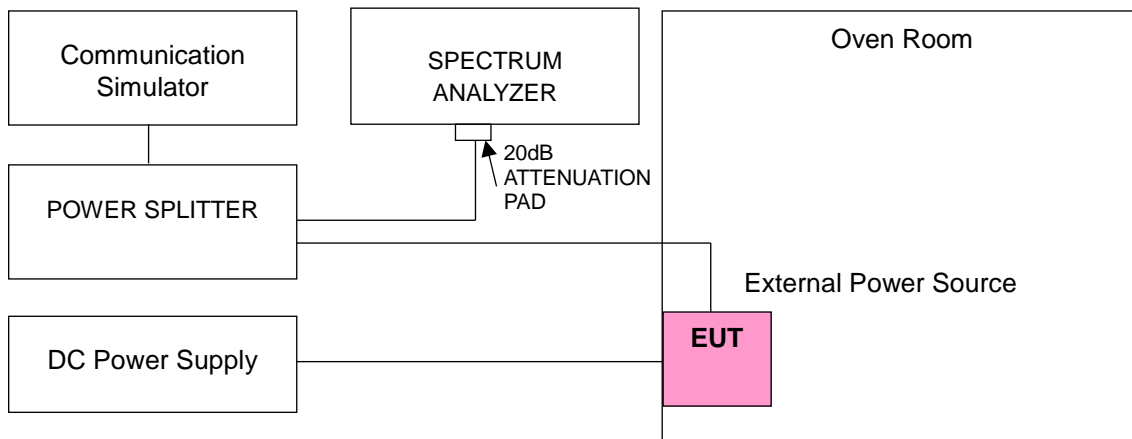 Communication
Simulator
SPECTRUM
ANALYZER
Oven Room
20dB
ATTENUATION
PAD
POWER SPLITTER
External Power Source
EUT
DC Power Supply